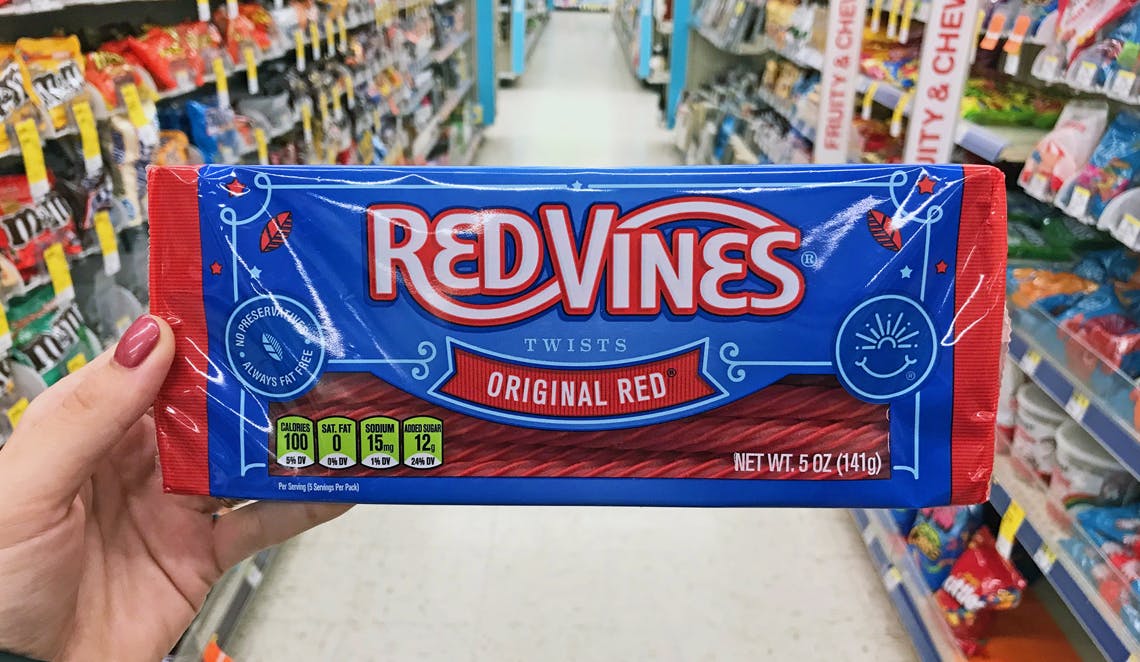 REDVINES®
TWISTS
ORIGINAL RED®
NO PRESERVATIVES
ALWAYS FAT FREE
®
CALORIES
100
5% DV
SAT. FAT
0
0% DV
SODIUM
15mg
1% DV
ADDED SUGAR
12g
24% DV
NET WT. 5 OZ (141g)
Per Serving (5 Servings Per Pack)
FRUITY & CHEW
UITY & CHEW
m&m